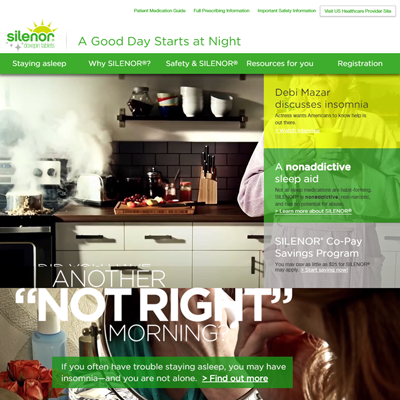 Patient Medication Guide Full Prescribing Information Important Safety Information Visit US Healthcare Provider Site
silenor
A Good Day Starts at Night
Staying asleep Why SILENOR®? Safety & SILENOR® Resources for you Registration
Debi Mazar
discusses insomnia
Actress wants Americans to know help is
out there.
A nonaddictive
sleep aid
Not all sleep medications are habit-forming.
SILENOR® is nonaddictive, non-narcotic,
> Learn more about SILENOR®
SILENOR® Co-Pay
Savings Program
You may pay as little as $25 for SILENOR®
may apply. > Start saving now!
DID YOU HAVE
ANOTHER
“NOT RIGNT”
MORNING?
If you often have trouble staying asleep, you may have
insomnia—and you are not alone. > Find out more